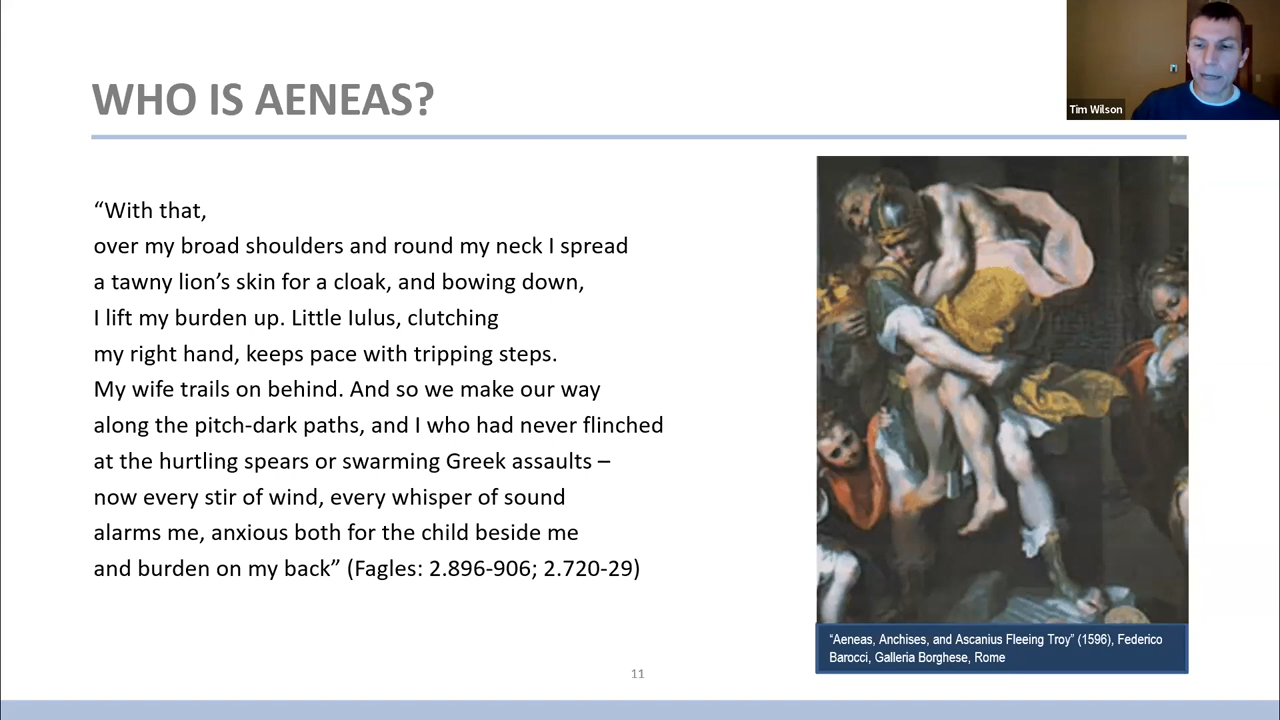 WHO IS AENEAS?
Tim Wilson
“With that,
over my broad shoulders and round my neck I spread
a tawny lion’s skin for a cloak, and bowing down,
I lift my burden up. Little Iulus, clutching
my right hand, keeps pace with tripping steps.
My wife trails on behind. And so we make our way
along the pitch-dark paths, and I who had never flinched
at the hurtling spears or swarming Greek assaults –
now every stir of wind, every whisper of sound
alarms me, anxious both for the child beside me
and burden on my back” (Fagles: 2.896-906; 2.720-29)
“Aeneas, Anchises, and Ascanius Fleeing Troy” (1596), Federico
Barocci, Galleria Borghese, Rome
11